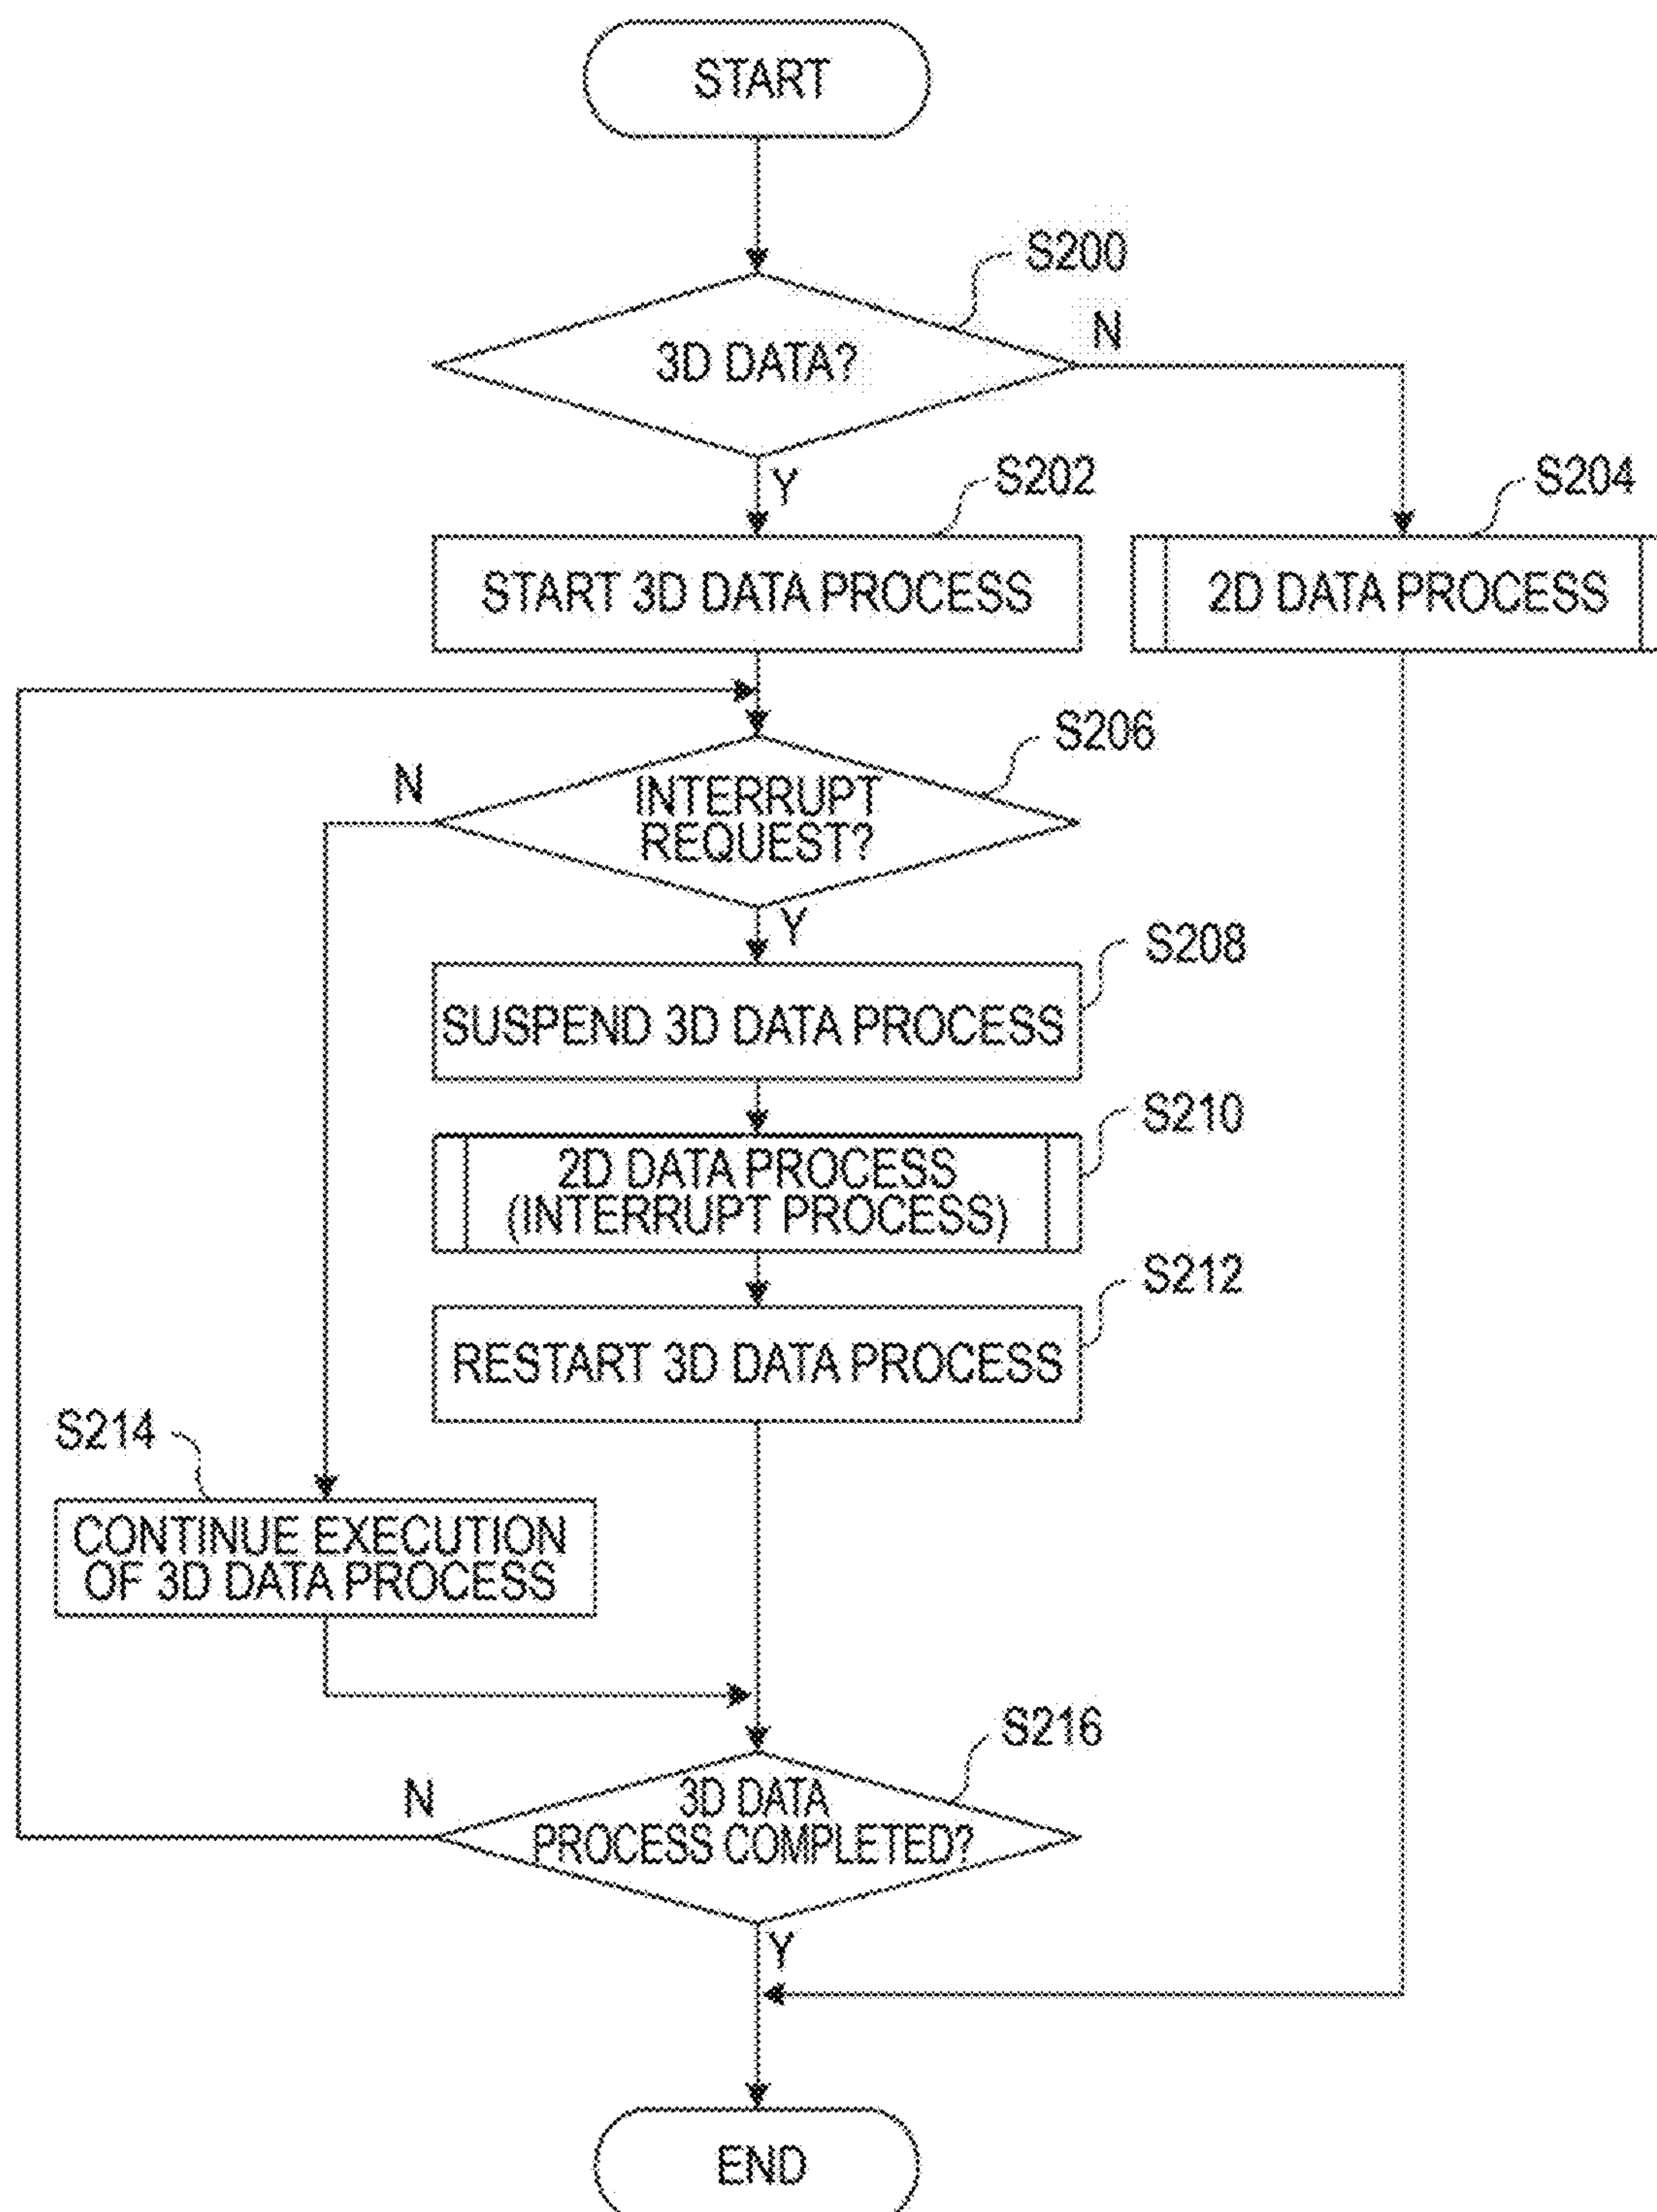 START
S200
3D DATA?
N
Y
S202
S204
START 3D DATA PROCESS
2D DATA PROCESS
S206
N
INTERRUPT
REQUEST?
Y
S208
SUSPEND 3D DATA PROCESS
S210
2D DATA PROCESS
(INTERRUPT PROCESS)
S212
RESTART 3D DATA PROCESS
S214
CONTINUE EXECUTION
OF 3D DATA PROCESS
S216
N
3D DATA
PROCESS COMPLETED?
Y
END